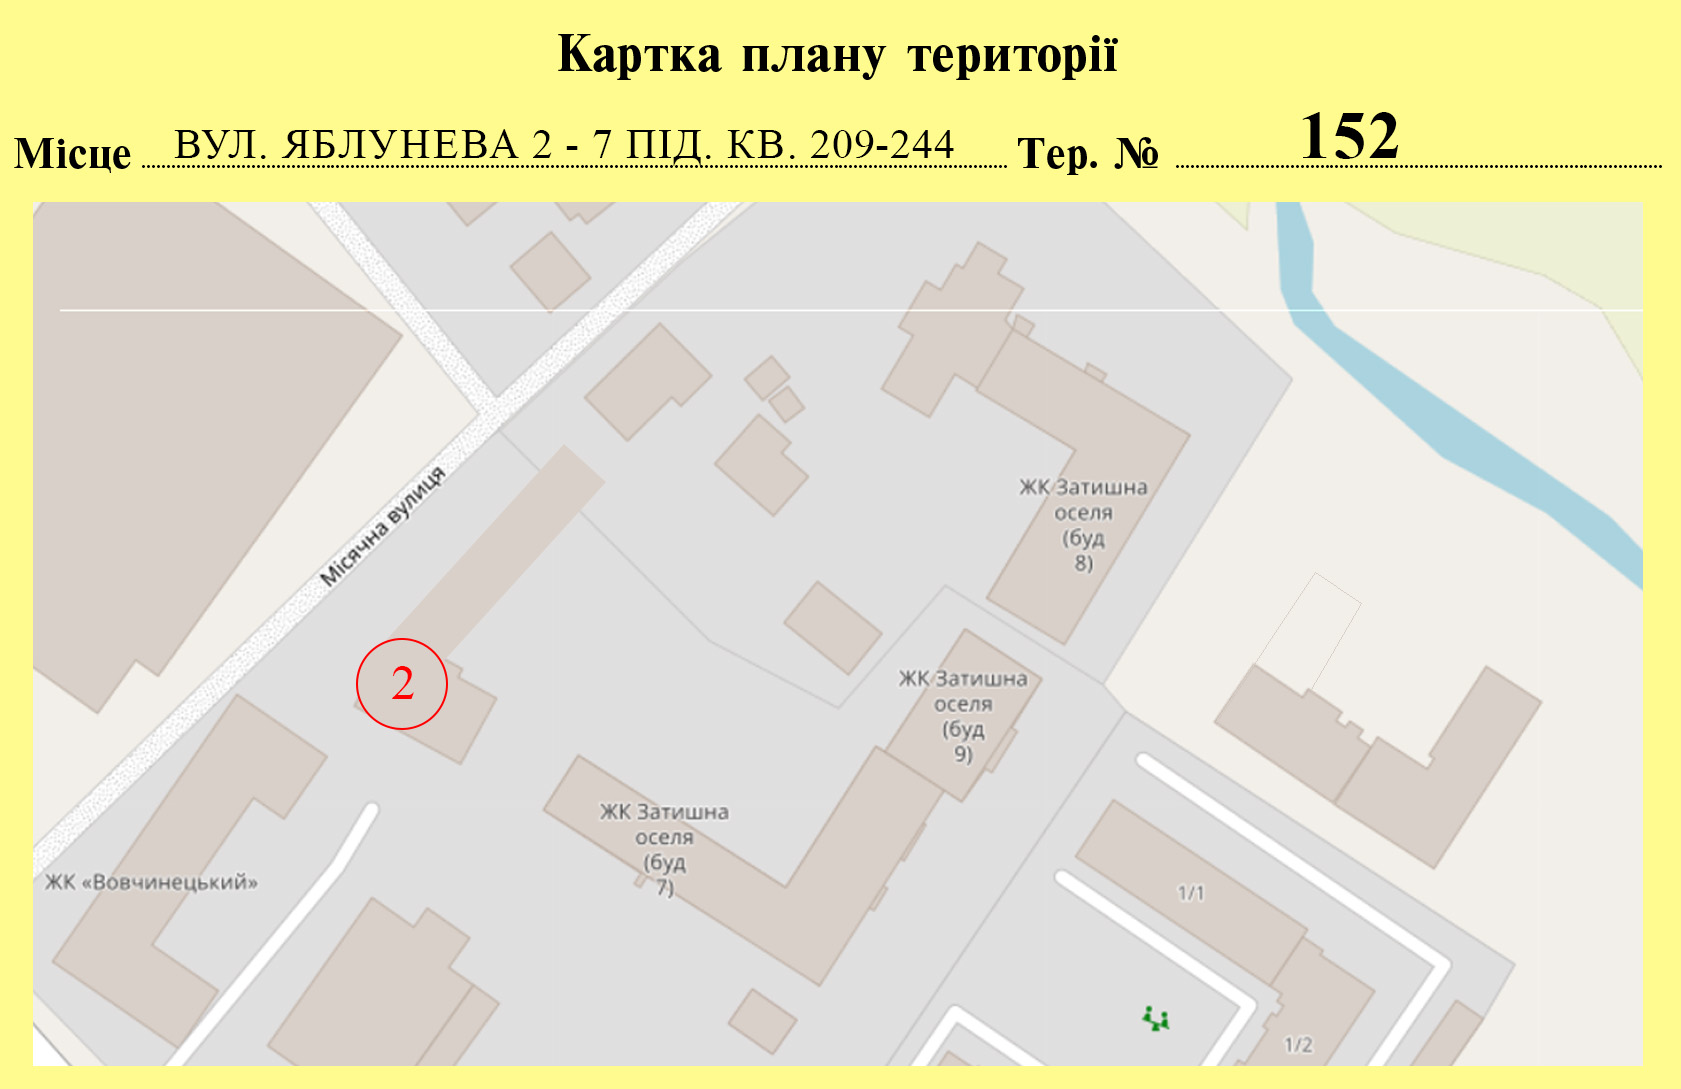 Картка плану території
Місце ВУЛ. ЯБЛУНЕВА 2 - 7 ПІД. КВ. 209-244 Тер. № 152
ЖК Затишна
оселя
(буд
8)
Місячна вулиця
2
ЖК Затишна
оселя
(буд
9)
ЖК Затишна
оселя
(буд
7)
ЖК «Вовчинецький»
1/1
1/2